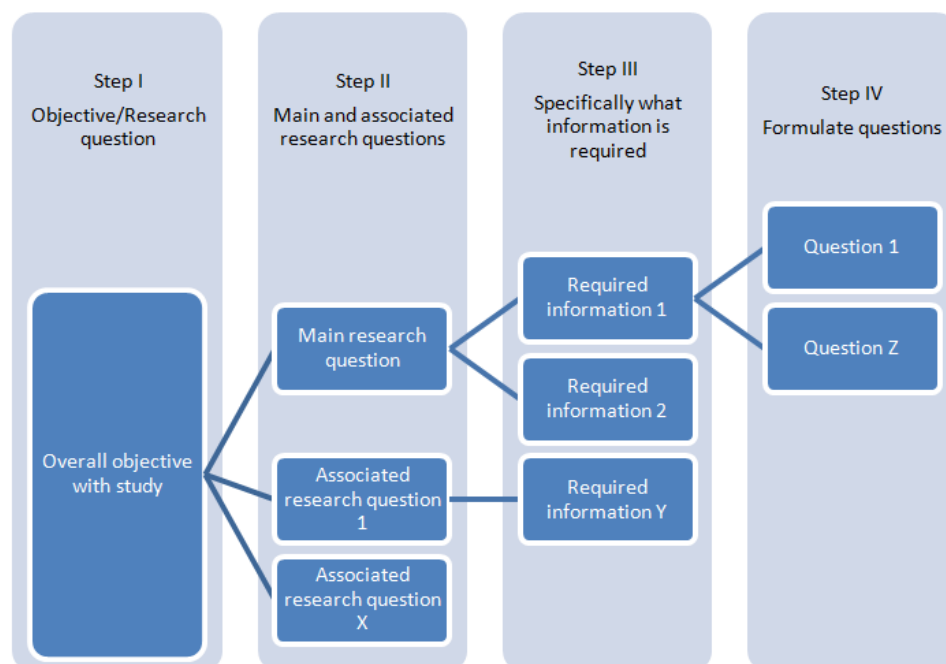 Step I
Objective/Research
question
Overall objective
with study
Step II
Main and associated
research questions
Main research
question
Associated
research question
1
Associated
research question
X
Step III
Specifically what
information is
required
Required
information 1
Required
information 2
Required
information Y
Step IV
Formulate questions
Question 1
Question Z